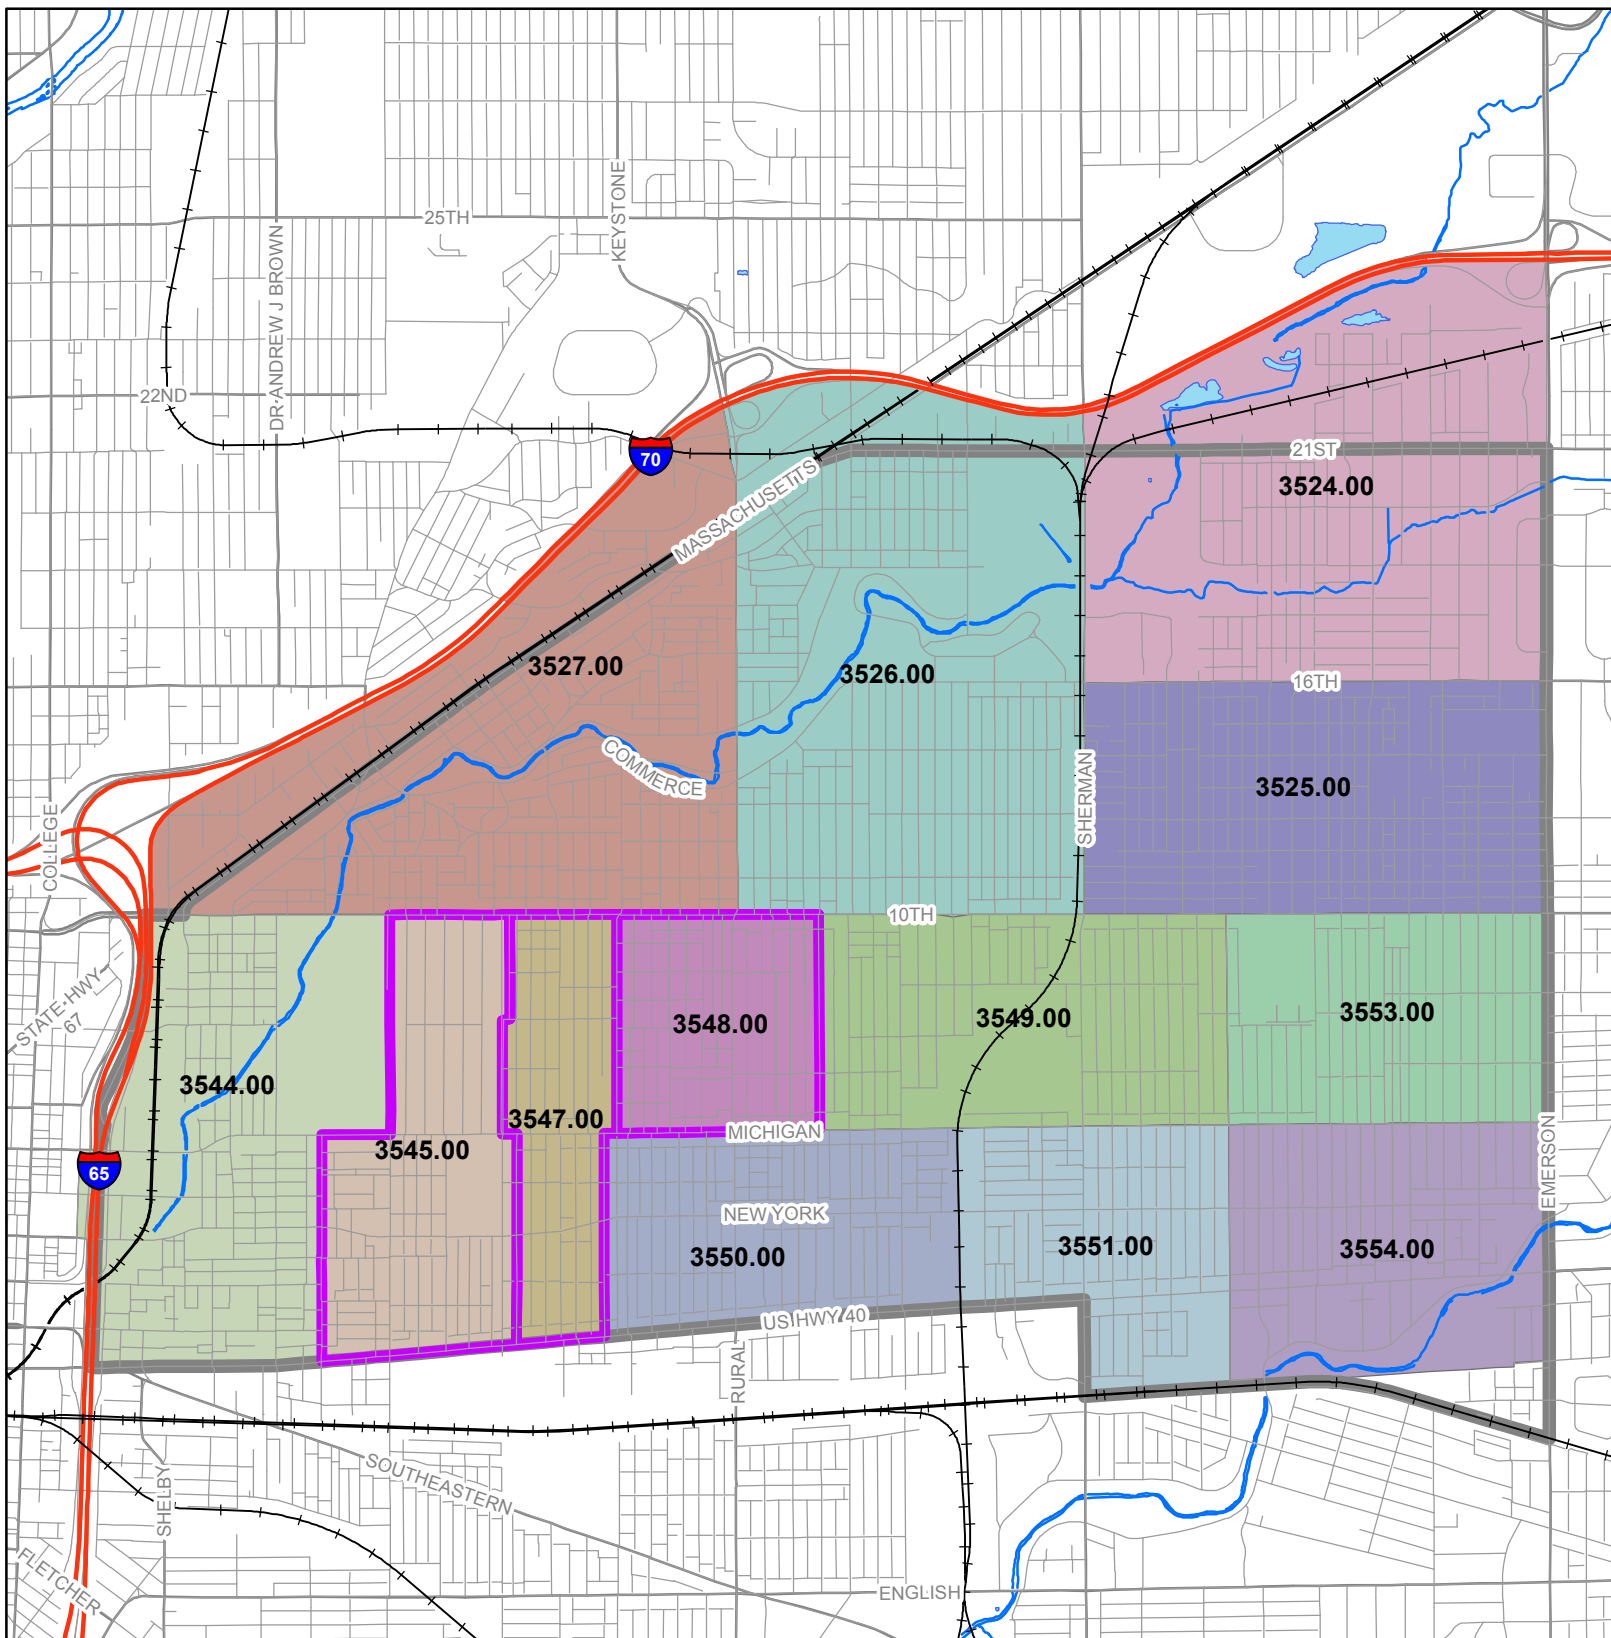 25TH
KEYSTONE
DR ANDREW J BROWN
22ND
70
MASSACHUSETTS
21ST
3524.00
3527.00
3526.00
16TH
COMMERCE
SHERMAN
3525.00
COLLEGE
10TH
STATE HWY
67
3548.00
3549.00
3553.00
3544.00
3547.00
MICHIGAN
3545.00
EMERSON
65
NEW YORK
3550.00
3551.00
3554.00
US HWY 40
RURAL
SOUTHEASTERN
SHELBY
FLETCHER
ENGLISH